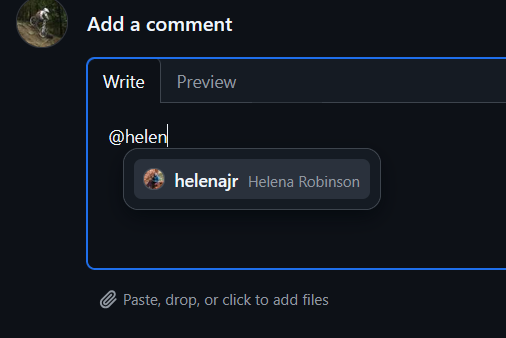 Add a comment
Write Preview
@helen
helenajr Helena Robinson
Paste, drop, or click to add files